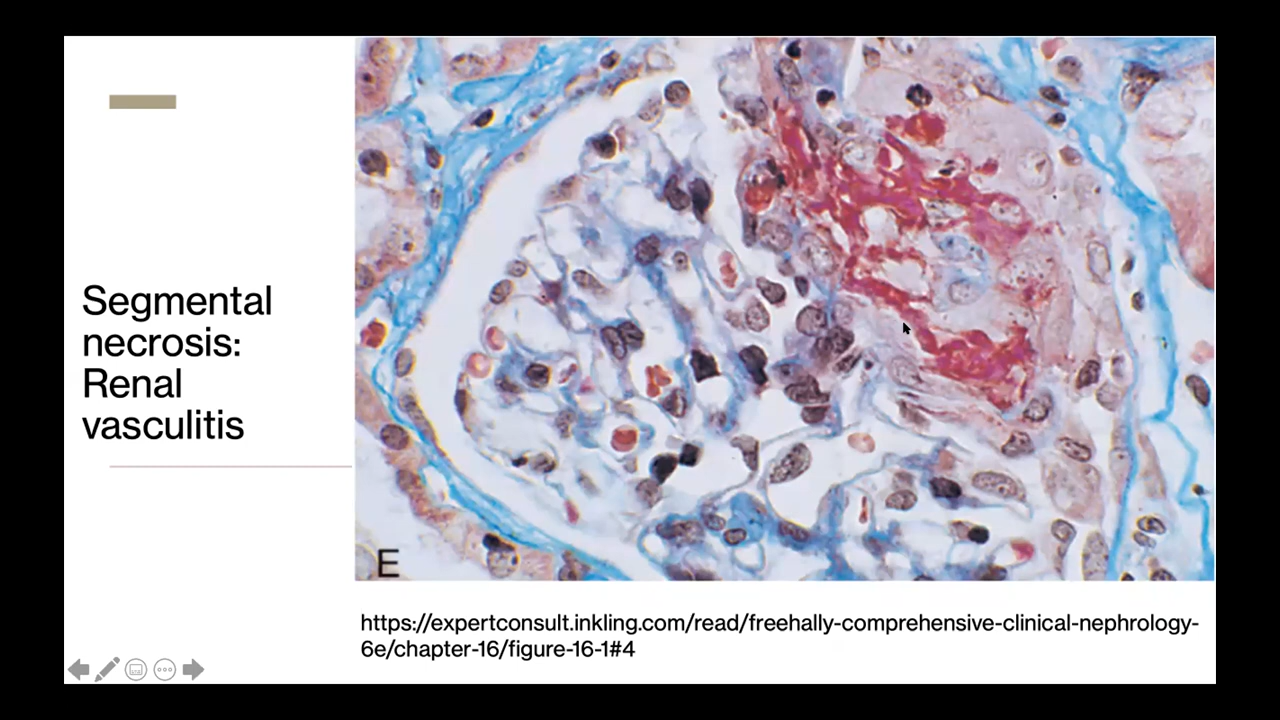 Segmental
necrosis:
Renal
vasculitis
E
https://expertconsult.inkling.com/read/freehally-comprehensive-clinical-nephrology-
6e/chapter-16/figure-16-1#4